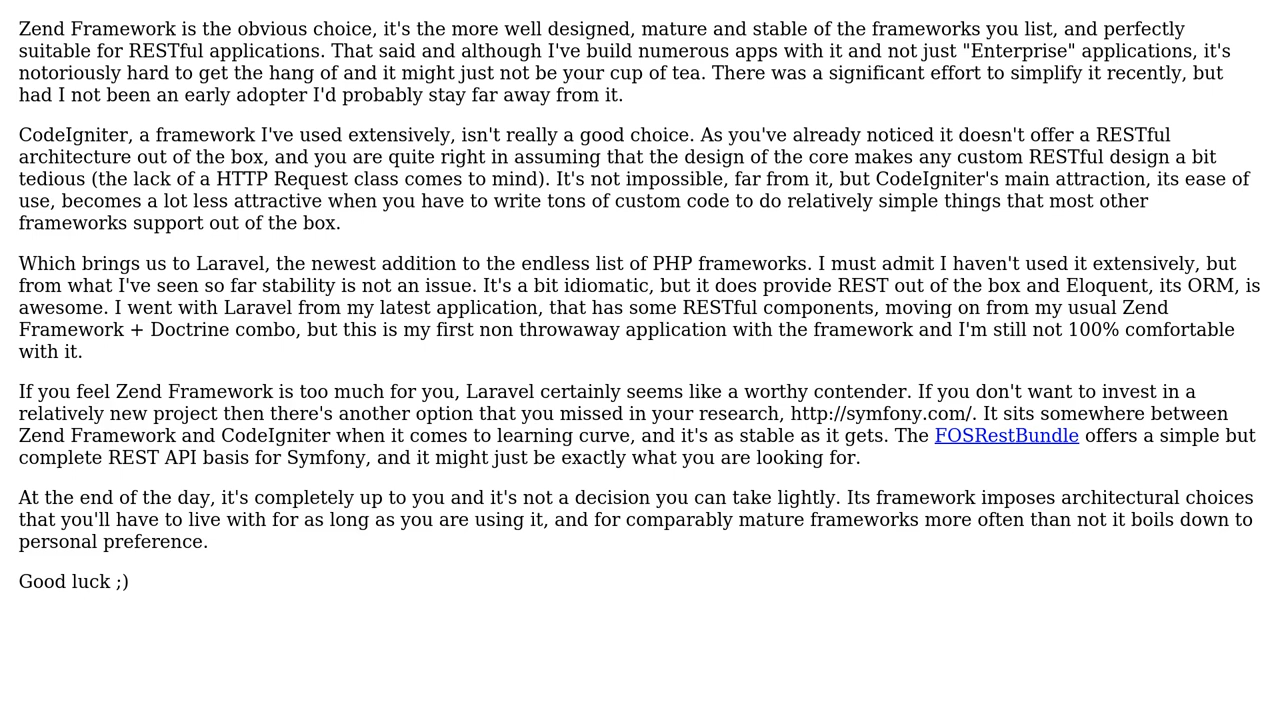 Zend Framework is the obvious choice, it's the more well designed, mature and stable of the frameworks you list, and perfectly
suitable for RESTful applications. That said and although I've build numerous apps with it and not just "Enterprise" applications, it's
notoriously hard to get the hang of and it might just not be your cup of tea. There was a significant effort to simplify it recently, but
had I not been an early adopter I'd probably stay far away from it.
CodeIgniter, a framework I've used extensively, isn't really a good choice. As you've already noticed it doesn't offer a RESTful
architecture out of the box, and you are quite right in assuming that the design of the core makes any custom RESTful design a bit
tedious (the lack of a HTTP Request class comes to mind). It's not impossible, far from it, but CodeIgniter's main attraction, its ease of
use, becomes a lot less attractive when you have to write tons of custom code to do relatively simple things that most other
frameworks support out of the box.
Which brings us to Laravel, the newest addition to the endless list of PHP frameworks. I must admit I haven't used it extensively, but
from what I've seen so far stability is not an issue. It's a bit idiomatic, but it does provide REST out of the box and Eloquent, its ORM, is
awesome. I went with Laravel from my latest application, that has some RESTful components, moving on from my usual Zend
Framework + Doctrine combo, but this is my first non throwaway application with the framework and I'm still not 100% comfortable
with it.
If you feel Zend Framework is too much for you, Laravel certainly seems like a worthy contender. If you don't want to invest in a
relatively new project then there's another option that you missed in your research, http://symfony.com/. It sits somewhere between
Zend Framework and CodeIgniter when it comes to learning curve, and it's as stable as it gets. The FOSRestBundle offers a simple but
complete REST API basis for Symfony, and it might just be exactly what you are looking for.
At the end of the day, it's completely up to you and it's not a decision you can take lightly. Its framework imposes architectural choices
that you'll have to live with for as long as you are using it, and for comparably mature frameworks more often than not it boils down to
personal preference.
Good luck ;)